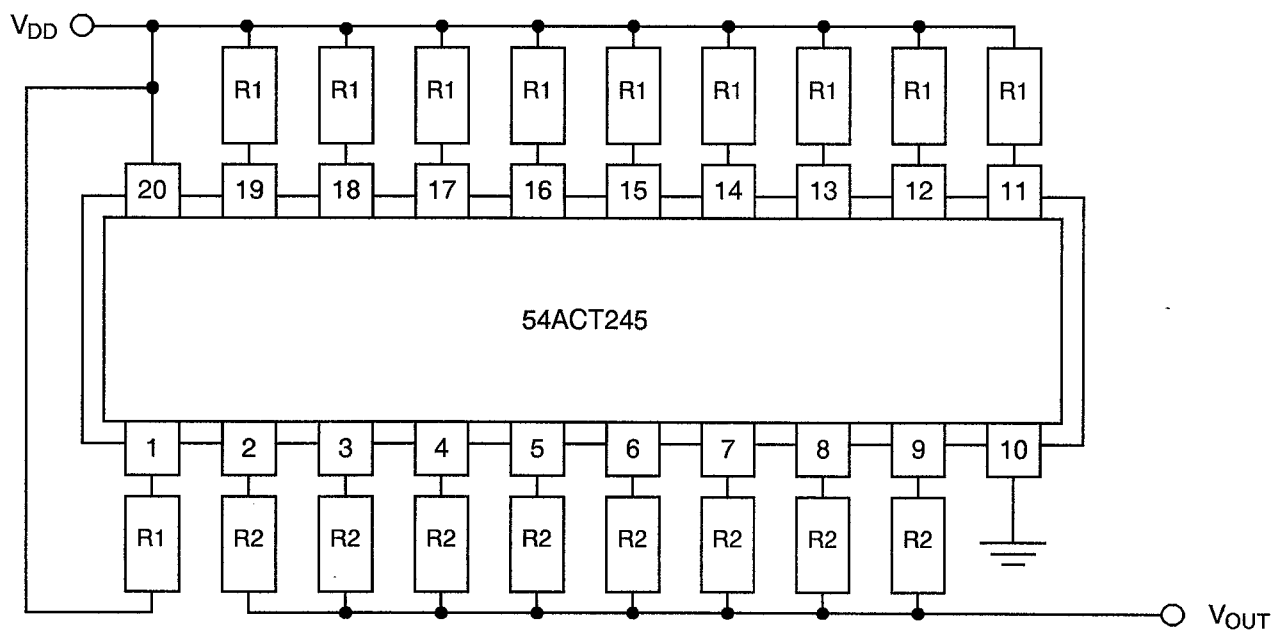 VDD
R1 R1 R1 R1 R1 R1 R1 R1 R1
20 19 18 17 16 15 14 13 12 11
54ACT245
1 2 3 4 5 6 7 8 9 10
R1 R2 R2 R2 R2 R2 R2 R2 R2
VOUT